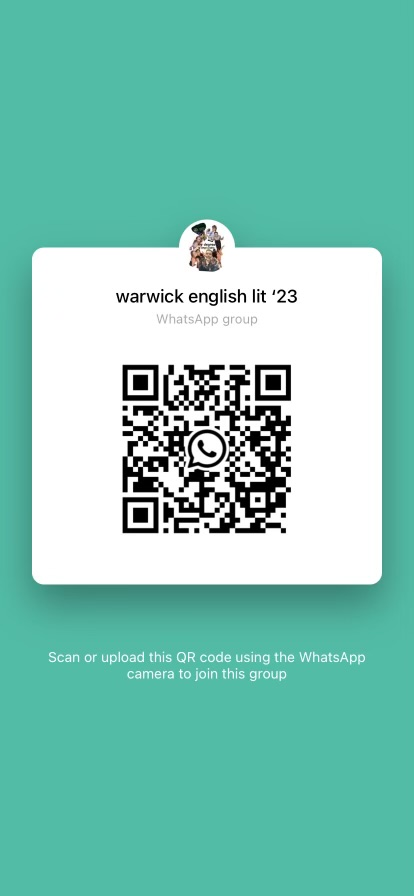 warwick english lit ‘23
WhatsApp group
Scan or upload this QR code using the WhatsApp
camera to join this group